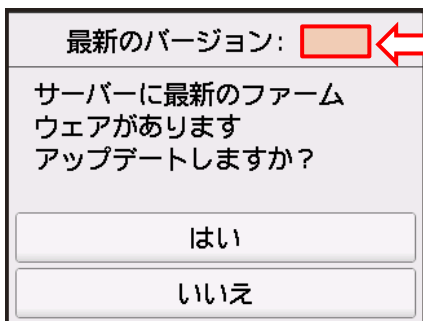 最新のバージョン:
サーバーに最新のファーム
ウェアがあります
アップデートしますか?
はい
いいえ